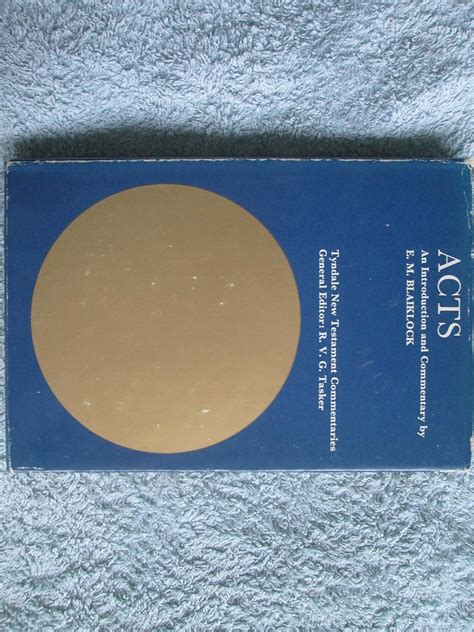 ACTS
An Introduction and Commentary by
E. M. BLAIKLOCK
Tyndale New Testament Commentaries
General Editor: R. V. G. Tasker